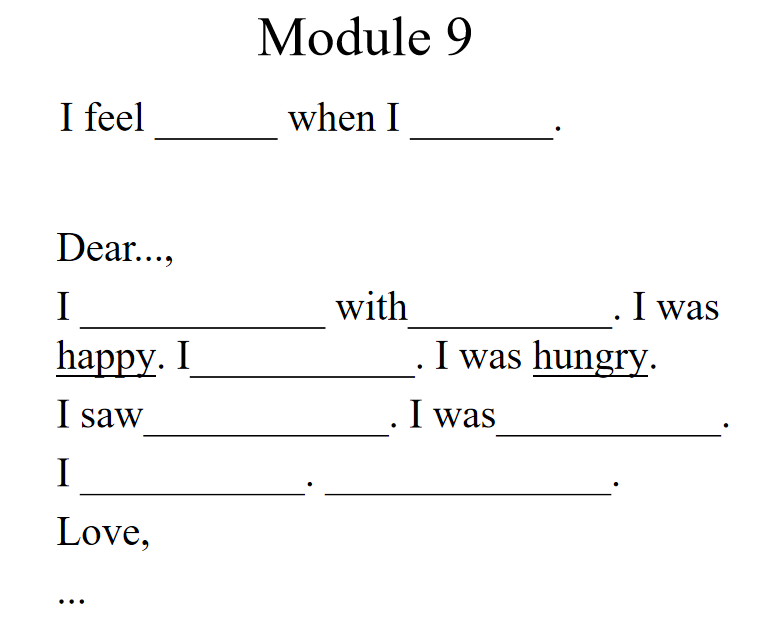 Module 9
I feel ______ when I _______.
Dear...,
I ____________ with__________. I was
happy. I___________. I was hungry.
I saw____________. I was___________.
I ___________. ______________.
Love,
...